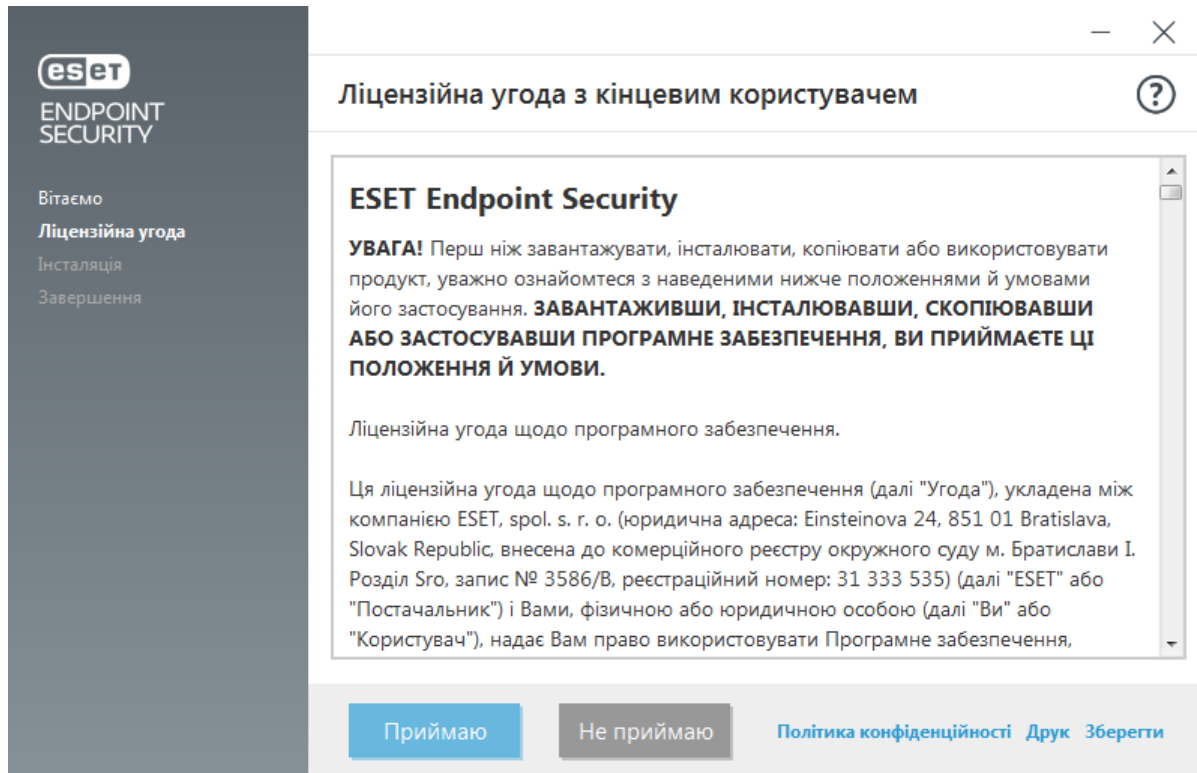 eset
ENDPOINT
SECURITY
Вітаємо
Ліцензійна угода
Інсталяція
Завершення
Ліцензійна угода з кінцевим користувачем
?
ESET Endpoint Security
УВАГА! Перш ніж завантажувати, інсталювати, копіювати або використовувати
продукт, уважно ознайомтеся з наведеними нижче положеннями й умовами
його застосування. ЗАВАНТАЖИВШИ, ІНСТАЛЮВАВШИ, СКОПІЮВАВШИ
АБО ЗАСТОСУВАВШИ ПРОГРАМНЕ ЗАБЕЗПЕЧЕННЯ, ВИ ПРИЙМАЄТЕ ЦІ
ПОЛОЖЕННЯ Й УМОВИ.
Ліцензійна угода щодо програмного забезпечення.
Ця ліцензійна угода щодо програмного забезпечення (далі "Угода"), укладена між
компанією ESET, spol. s. r. o. (юридична адреса: Einsteinova 24, 851 01 Bratislava,
Slovak Republic, внесена до комерційного реєстру окружного суду м. Братислави I.
Розділ Sro, запис № 3586/B, реєстраційний номер: 31 333 535) (далі "ESET" або
"Постачальник") і Вами, фізичною або юридичною особою (далі "Ви" або
"Користувач"), надає Вам право використовувати Програмне забезпечення,
Приймаю
Не приймаю
Політика конфіденційності Друк Зберегти